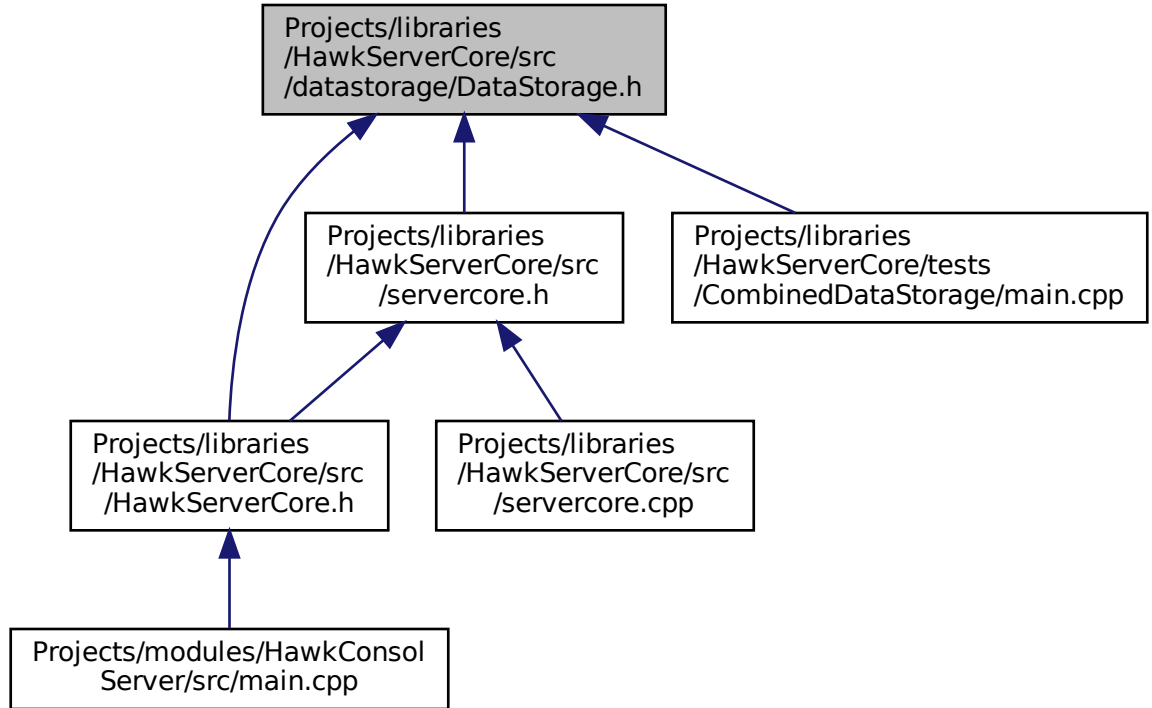 Projects/libraries
/HawkServerCore/src
/datastorage/DataStorage.h
Projects/libraries
/HawkServerCore/src
/servercore.h
Projects/libraries
/HawkServerCore/tests
/CombinedDataStorage/main.cpp
Projects/libraries
/HawkServerCore/src
/HawkServerCore.h
Projects/libraries
/HawkServerCore/src
/servercore.cpp
Projects/modules/HawkConsol
Server/src/main.cpp